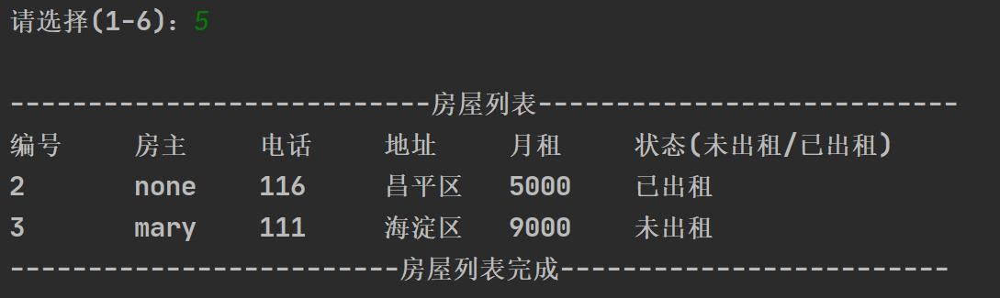 请选择(1-6)：5
---------------------------房屋列表---------------------------
编号 房主 电话 地址 月租 状态(未出租/已出租)
2 none 116 昌平区 5000 已出租
3 mary 111 海淀区 9000 未出租
-------------------------房屋列表完成-------------------------